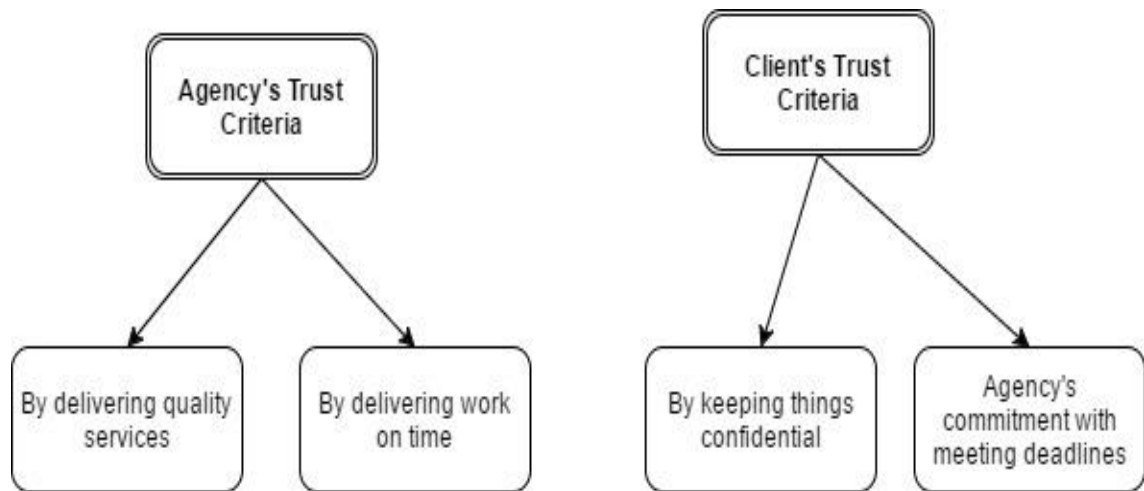 Agency's Trust
Criteria
Client's Trust
Criteria
By delivering quality
services
By delivering work
on time
By keeping things
confidential
Agency's
commitment with
meeting deadlines